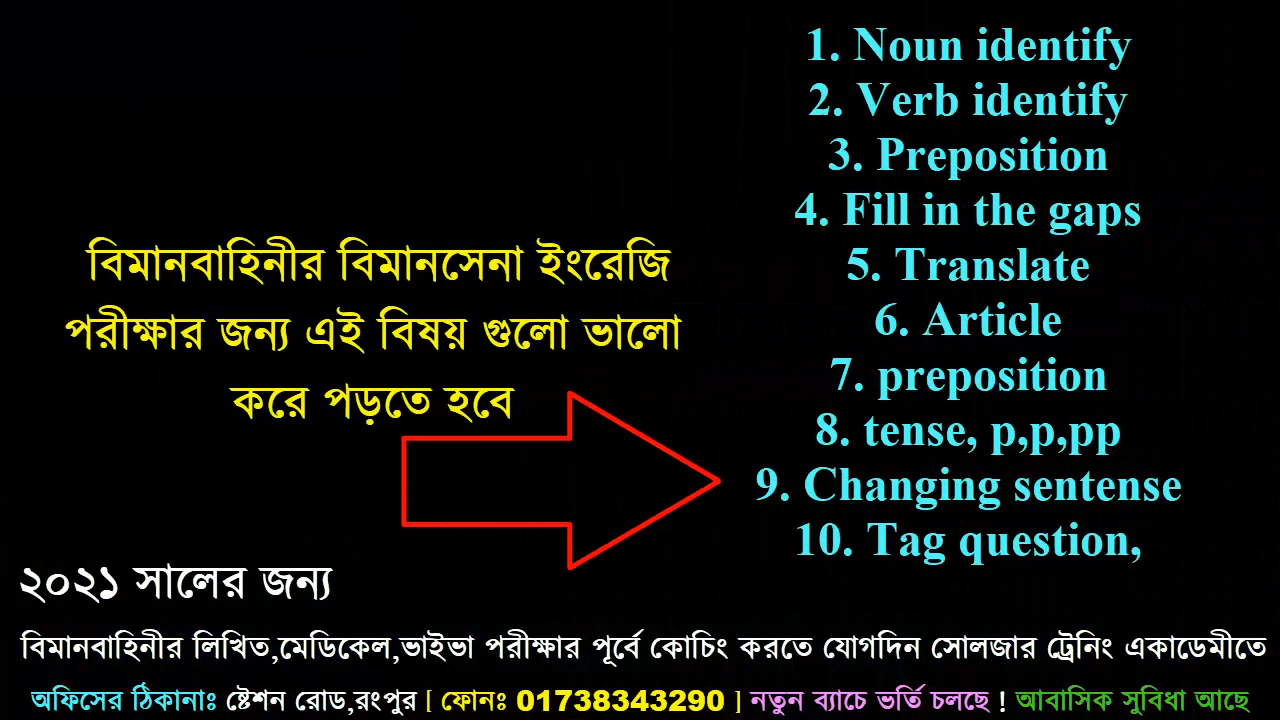 1. Noun identify
2. Verb identify
3. Preposition
4. Fill in the gaps
5. Translate
6. Article
7. preposition
8. tense, p,p,pp
9. Changing sentense
10. Tag question,
বিমানবাহিনীর বিমানসেনা ইংরেজি
পরীক্ষার জন্য এই বিষয় গুলো ভালো
করে পড়তে হবে
২০২১ সালের জন্য
বিমানবাহিনীর লিখিত,মেডিকেল,ভাইভা পরীক্ষার পূর্বে কোচিং করতে যোগদিন সোলজার ট্রেনিং একাডেমীতে
অফিসের ঠিকানাঃ ষ্টেশন রোড,রংপুর [ ফোনঃ 01738343290 ] নতুন ব্যাচে ভর্তি চলছে ! আবাসিক সুবিধা আছে